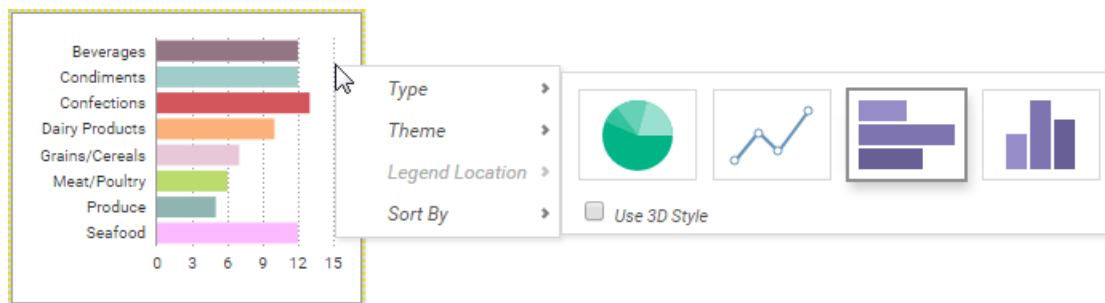 Beverages
Condiments
Confections
Dairy Products
Grains/Cereals
Meat/Poultry
Produce
Seafood
0 3 6 9 12 15
Type
Theme
Legend Location
Sort By
Use 3D Style